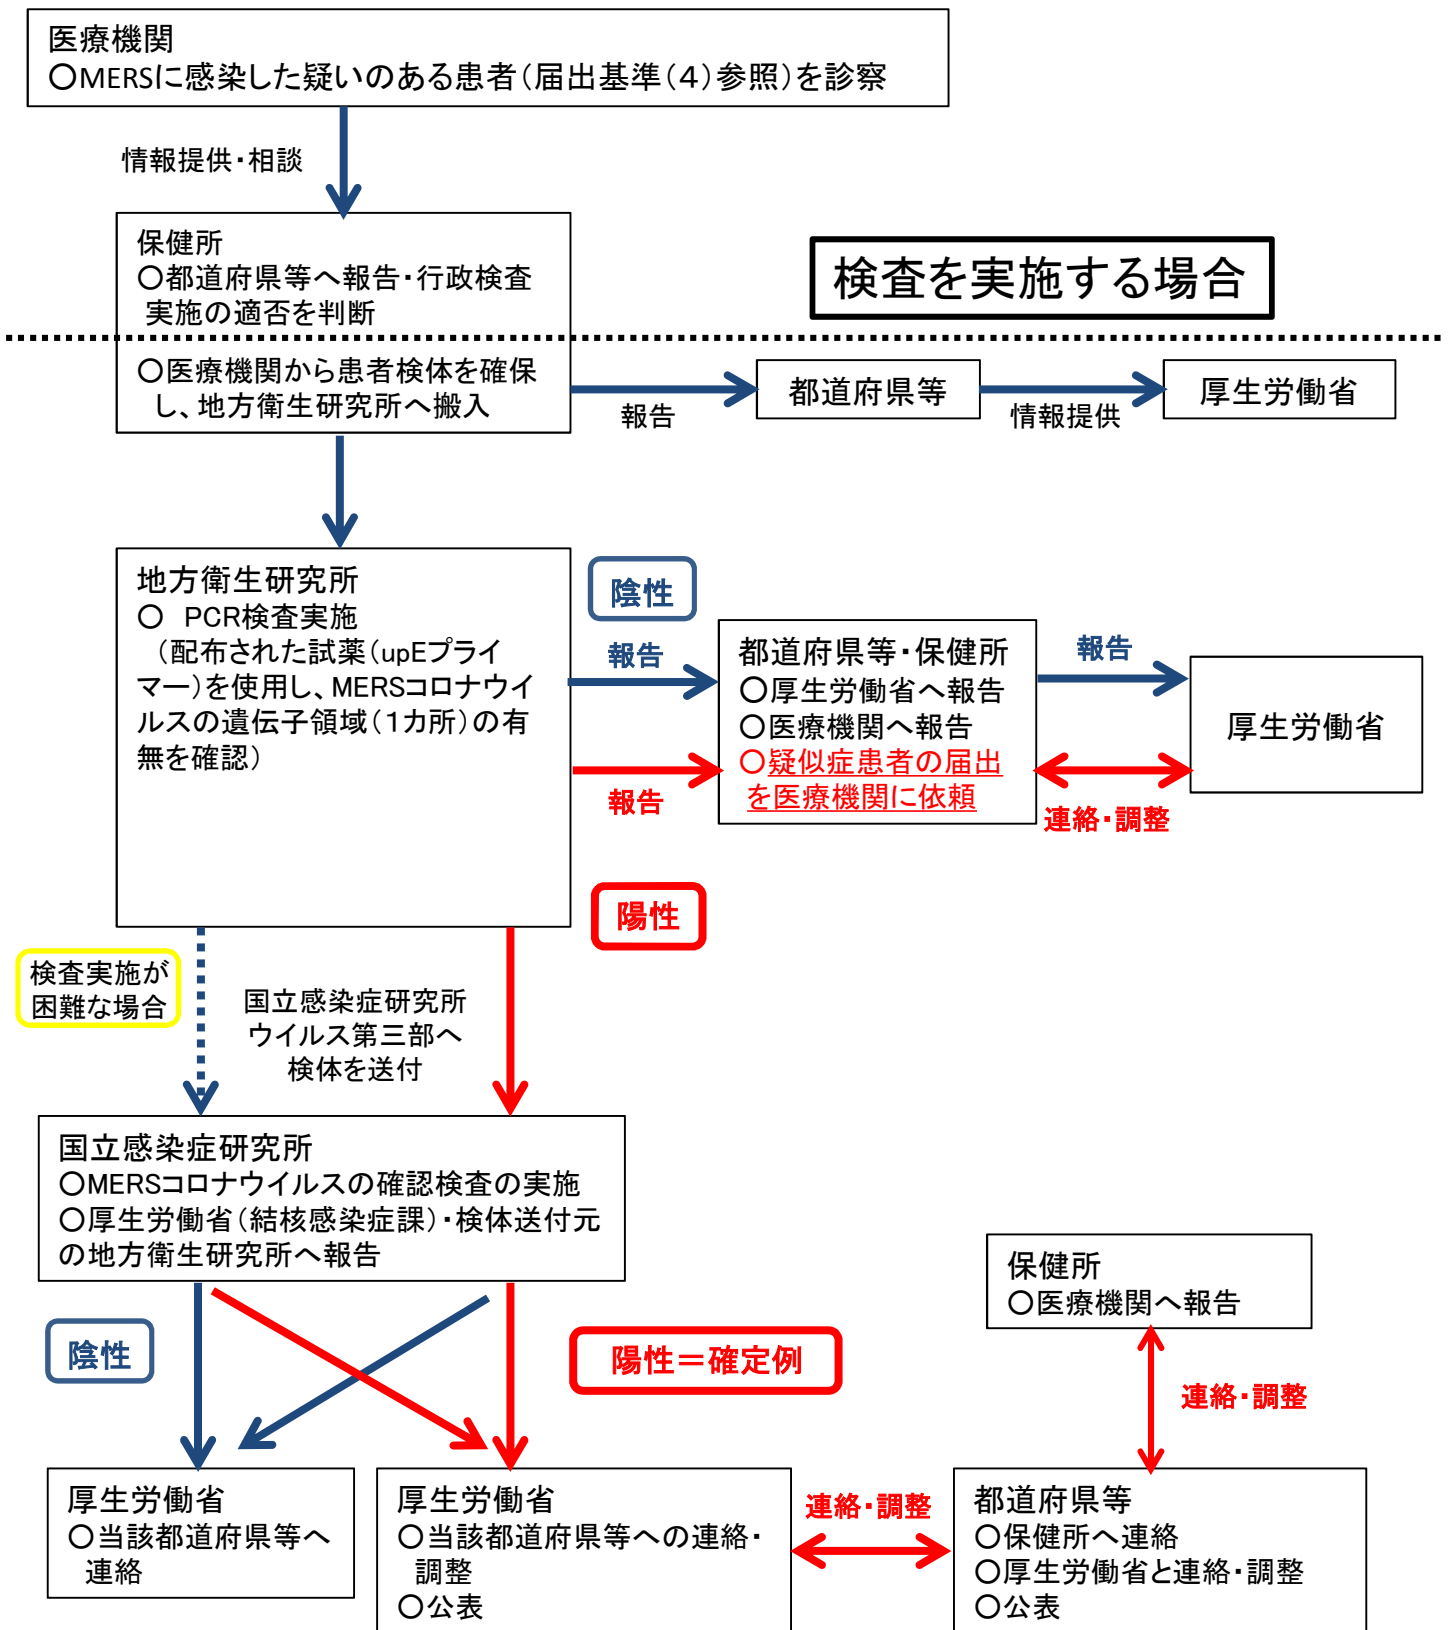 医療機関
○MERSに感染した疑いのある患者（届出基準（４）参照）を診察
情報提供・相談
保健所
○都道府県等へ報告・行政検査
実施の適否を判断
検査を実施する場合
○医療機関から患者検体を確保
し、地方衛生研究所へ搬入
報告
都道府県等
情報提供
厚生労働省
地方衛生研究所
○　PCR検査実施
（配布された試薬（upEプライ
マー）を使用し、MERSコロナウイ
ルスの遺伝子領域（１カ所）の有
無を確認）
陰性
報告
報告
都道府県等・保健所
○厚生労働省へ報告
○医療機関へ報告
○疑似症患者の届出
を医療機関に依頼
報告
連絡・調整
厚生労働省
陽性
検査実施が
困難な場合
国立感染症研究所
ウイルス第三部へ
検体を送付
国立感染症研究所
○MERSコロナウイルスの確認検査の実施
○厚生労働省（結核感染症課）・検体送付元
の地方衛生研究所へ報告
陰性
陽性＝確定例
保健所
○医療機関へ報告
連絡・調整
厚生労働省
○当該都道府県等へ
連絡
厚生労働省
○当該都道府県等への連絡・
調整
○公表
連絡・調整
都道府県等
○保健所へ連絡
○厚生労働省と連絡・調整
○公表